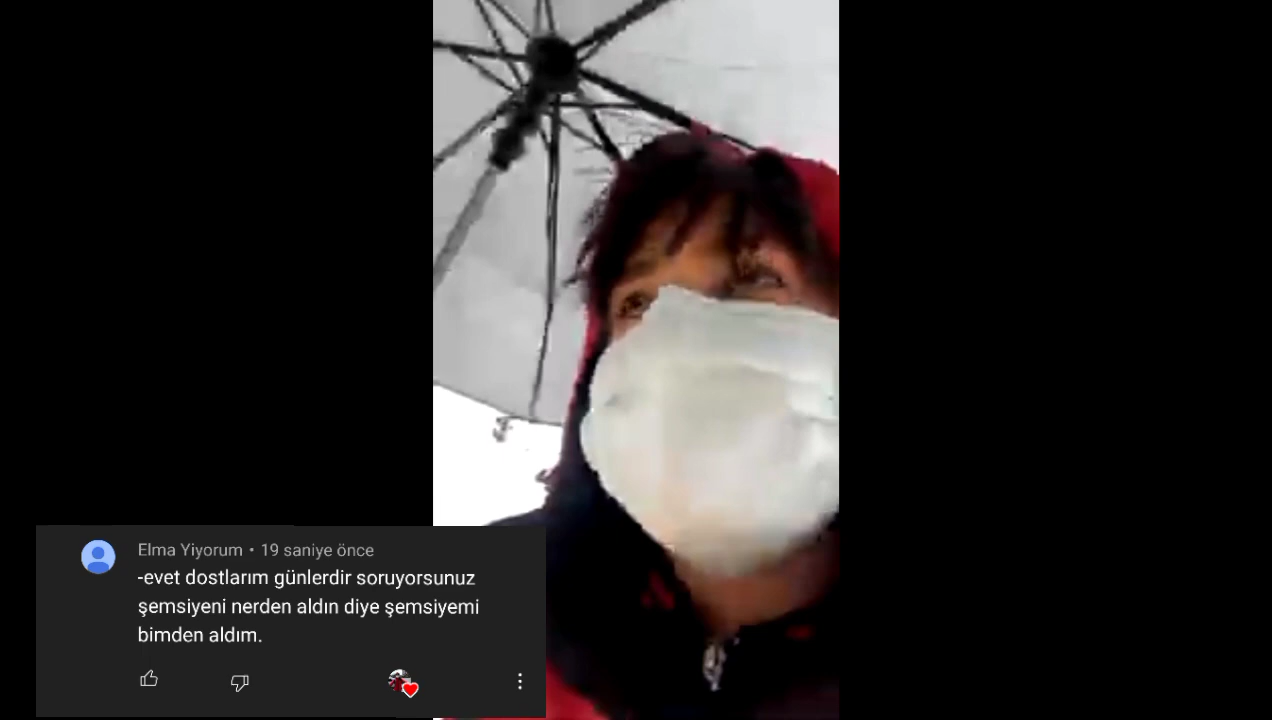 Elma Yiyorum • 19 saniye önce
-evet dostlarım günlerdir soruyorsunuz
şemsiyeni nerden aldın diye şemsiyemi
bimden aldım.